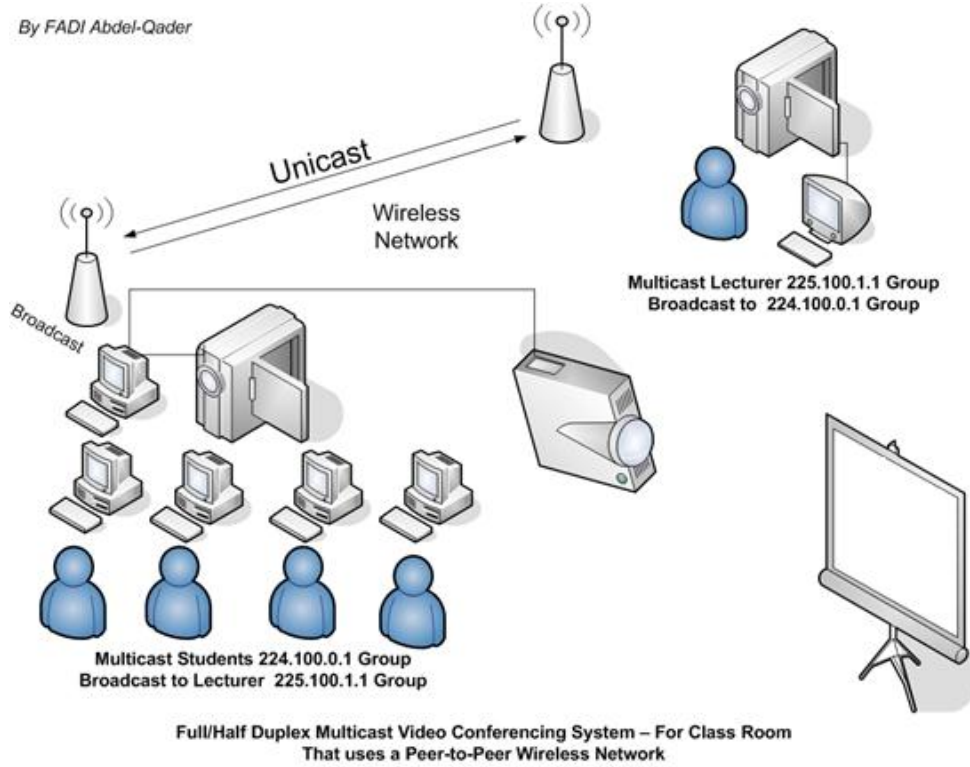 By FADI Abdel-Qader
Unicast
Wireless
Network
Multicast Lecturer 225.100.1.1 Group
Broadcast to 224.100.0.1 Group
Broadcast
Multicast Students 224.100.0.1 Group
Broadcast to Lecturer 225.100.1.1 Group
Full/Half Duplex Multicast Video Conferencing System – For Class Room
That uses a Peer-to-Peer Wireless Network